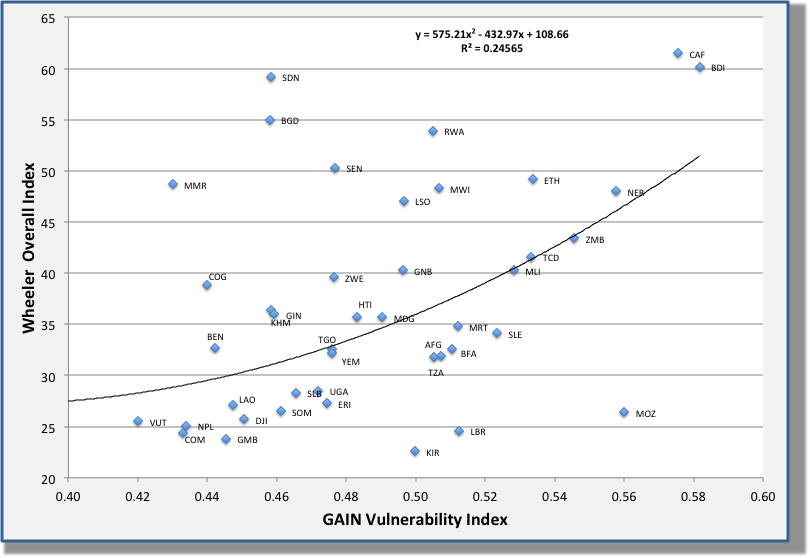 y = 575.21x² - 432.97x + 108.66
R² = 0.24565
65
60
55
50
45
40
35
30
25
20
Wheeler Overall Index
CAF
BDI
SDN
BGD
RWA
SEN
ETH
MMR
MWI
NER
LSO
ZMB
TCD
GNB
MLI
COG
ZWE
HTI
GIN
MDG
KHM
MRT
SLE
BEN
TGO
AFG
BFA
YEM
TZA
SLB
UGA
LAO
ERI
SOM
MOZ
VUT
DJI
NPL
LBR
COM
GMB
KIR
0.40 0.42 0.44 0.46 0.48 0.50 0.52 0.54 0.56 0.58 0.60
GAIN Vulnerability Index